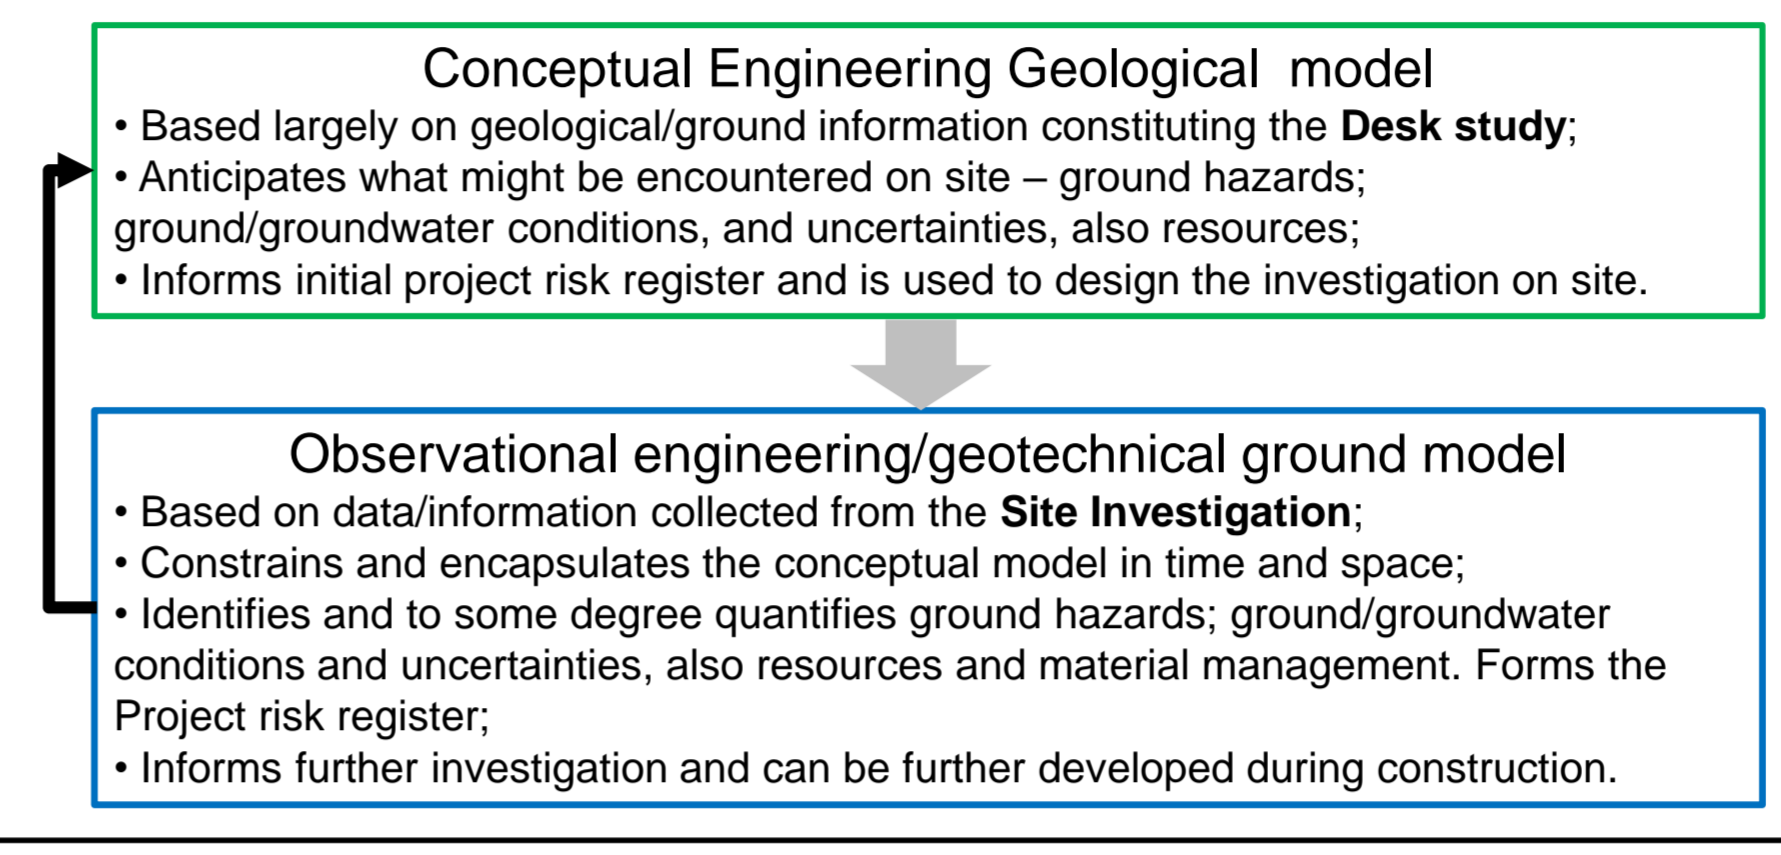 Conceptual Engineering Geological  model
• Based largely on geological/ground information constituting the Desk study;
• Anticipates what might be encountered on site – ground hazards;
ground/groundwater conditions, and uncertainties, also resources;
• Informs initial project risk register and is used to design the investigation on site.
Observational engineering/geotechnical ground model
• Based on data/information collected from the Site Investigation;
• Constrains and encapsulates the conceptual model in time and space;
• Identifies and to some degree quantifies ground hazards; ground/groundwater
conditions and uncertainties, also resources and material management. Forms the
Project risk register;
• Informs further investigation and can be further developed during construction.